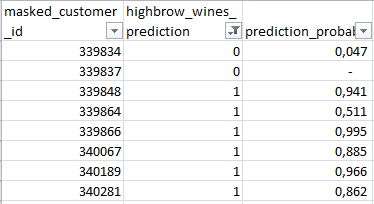 masked_customer highbrow_wines_
_id prediction prediction_probab
339834 0 0,047
339837 0 -
339848 1 0,941
339864 1 0,511
339866 1 0,995
340067 1 0,885
340189 1 0,966
340281 1 0,862